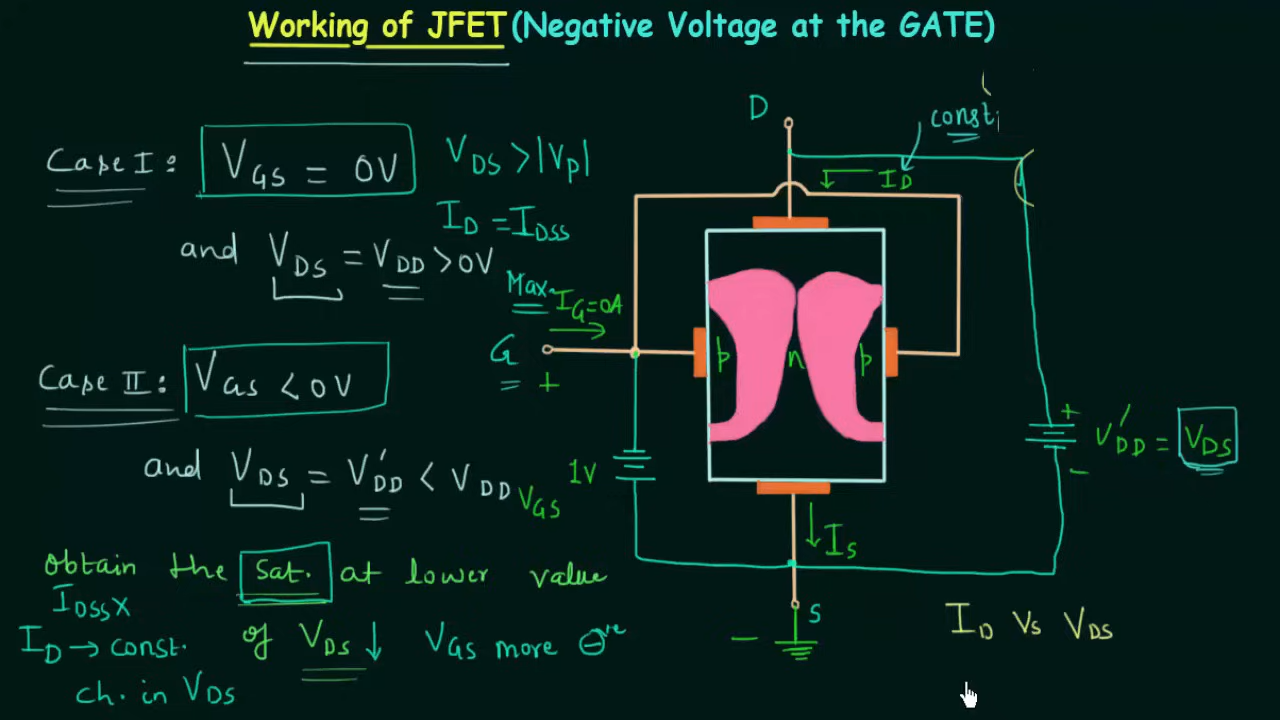 Working of JFET (Negative Voltage at the GATE)
Case I: VGS = 0V
VDS > |VP|
ID = IDSS
Max.
and VDS = VDD > 0V
Case II: VGS < 0V
and VDS = V'DD < VDD
obtain the Sat. at lower value
of VDS ↓ VGS more ⊖ve
IDSS X
ID → const.
ch. in VDS
D
const.
ID
IG=0A
G
+
p n p
1V
VGS
IS
S
−
+
V'DD = VDS
−
ID Vs VDS